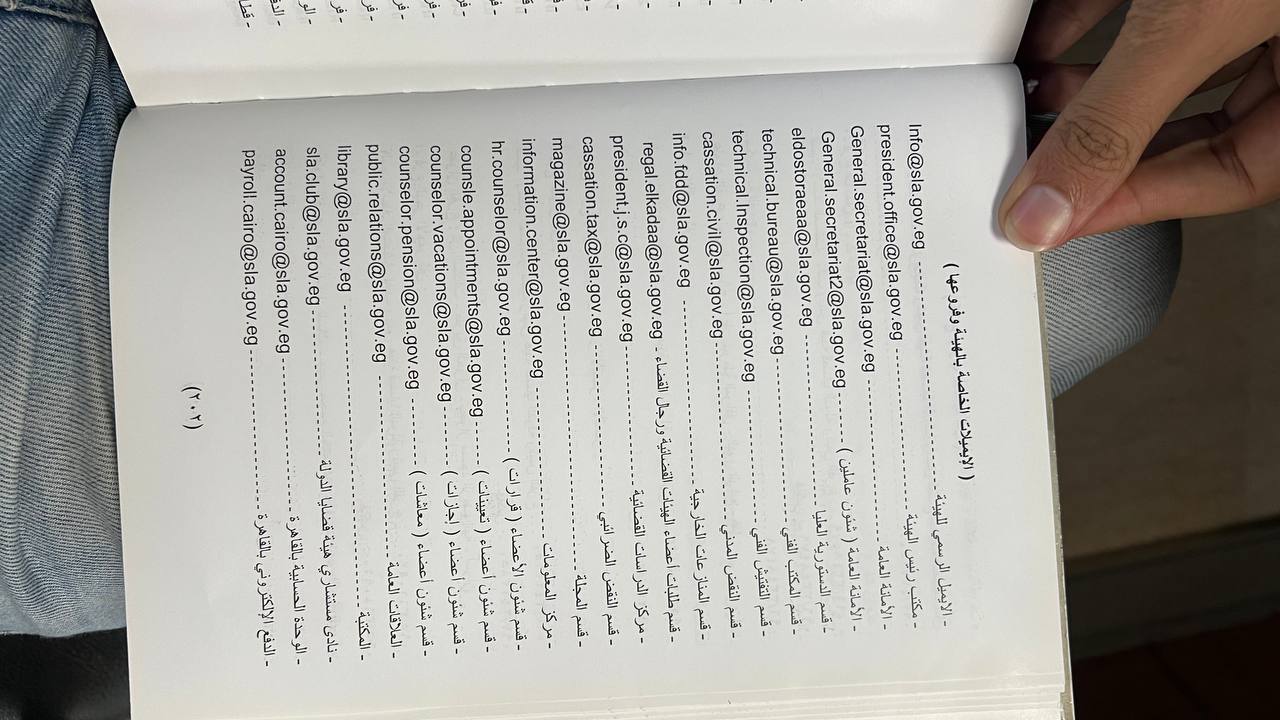 ( الايميلات الخاصة بالهيئة وفروعها )
- الايميل الرسمي للهيئة ---------- Info@sla.gov.eg
- مكتب رئيس الهيئة ---------- president.office@sla.gov.eg
- الأمانة العامة ---------- General.secretariat@sla.gov.eg
- الأمانة العامة ( شئون عاملين ) ------ General.secretariat2@sla.gov.eg
- قسم الدستورية العليا ---------- eldostoraeaa@sla.gov.eg
- قسم المكتب الفني ---------- technical.bureau@sla.gov.eg
- قسم التفتيش الفني ---------- technical.Inspection@sla.gov.eg
- قسم النقض المدني ---------- cassation.civil@sla.gov.eg
- قسم المنازعات الخارجية ---------- info.fdd@sla.gov.eg
- قسم طلبات أعضاء الهيئات القضائية ورجال القضاء - regal.elkadaa@sla.gov.eg
- مركز الدراسات القضائية ---------- president.j.s.c@sla.gov.eg
- قسم النقض الضرائبي ---------- cassation.tax@sla.gov.eg
- قسم المجلة ---------- magazine@sla.gov.eg
- مركز المعلومات ---------- information.center@sla.gov.eg
- قسم شئون الأعضاء ( قرارات ) ---------- hr.counselor@sla.gov.eg
- قسم شئون أعضاء ( تعيينات ) ------ counsle.appointments@sla.gov.eg
- قسم شئون أعضاء ( إجازات ) ------ counselor.vacations@sla.gov.eg
- قسم شئون أعضاء ( معاشات ) ------ counselor.pension@sla.gov.eg
- العلاقات العامة ---------- public.relations@sla.gov.eg
- المكتبة ---------- library@sla.gov.eg
- نادى مستشاري هيئة قضايا الدولة ---------- sla.club@sla.gov.eg
- الوحدة الحسابية بالقاهرة ---------- account.cairo@sla.gov.eg
- الدفع الإلكتروني بالقاهرة ---------- payroll.cairo@sla.gov.eg
(٢٠٢)